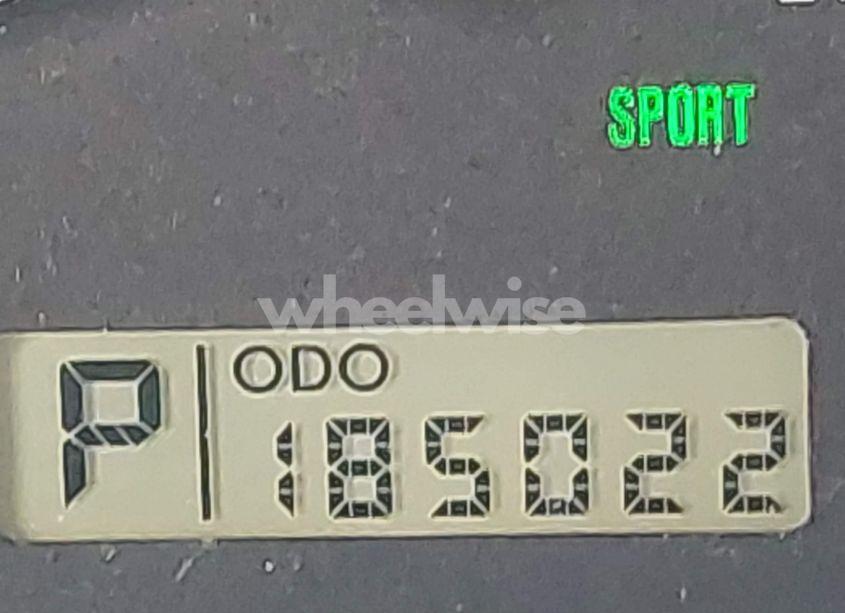 SPORT
wheelwise
P ODO
185022